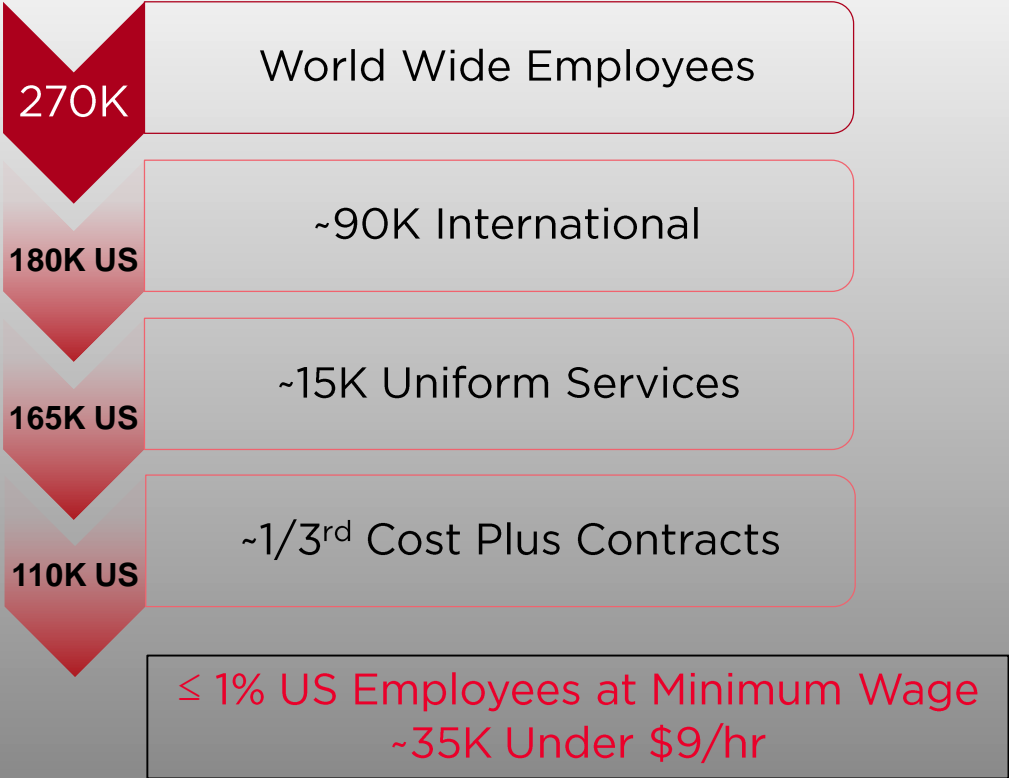 270K
World Wide Employees
~90K International
180K US
~15K Uniform Services
165K US
~1/3rd Cost Plus Contracts
110K US
≤ 1% US Employees at Minimum Wage
~35K Under $9/hr